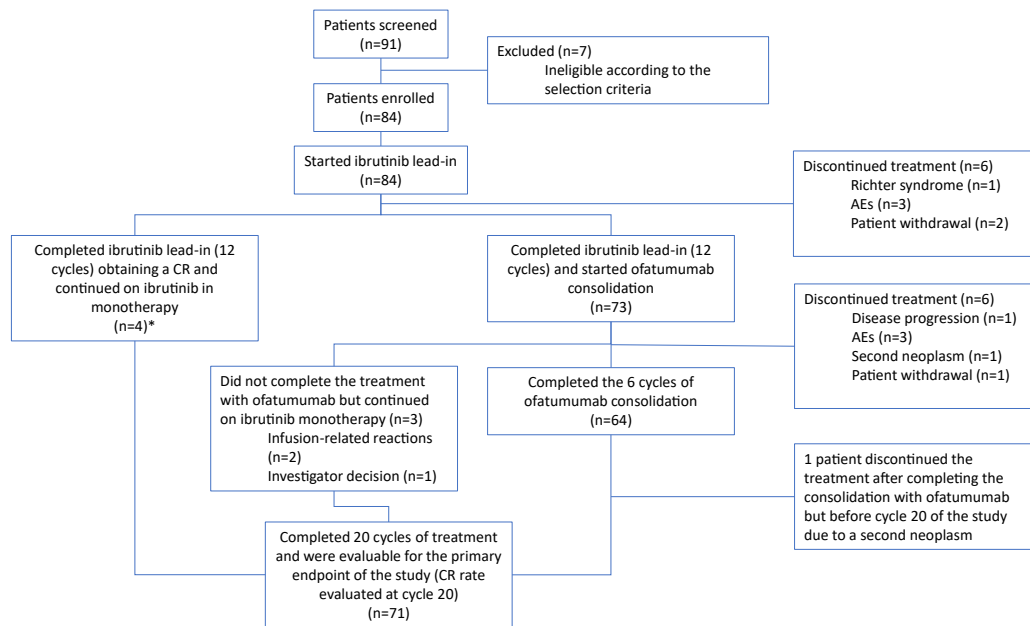 Patients screened
(n=91)
Excluded (n=7)
Ineligible according to the
selection criteria
Patients enrolled
(n=84)
Started ibrutinib lead-in
(n=84)
Discontinued treatment (n=6)
Richter syndrome (n=1)
AEs (n=3)
Patient withdrawal (n=2)
Completed ibrutinib lead-in (12
cycles) obtaining a CR and
continued on ibrutinib in
monotherapy
(n=4)*
Completed ibrutinib lead-in (12
cycles) and started ofatumumab
consolidation
(n=73)
Discontinued treatment (n=6)
Disease progression (n=1)
AEs (n=3)
Second neoplasm (n=1)
Patient withdrawal (n=1)
Did not complete the treatment
with ofatumumab but continued
on ibrutinib monotherapy (n=3)
Infusion-related reactions
(n=2)
Investigator decision (n=1)
Completed the 6 cycles of
ofatumumab consolidation
(n=64)
1 patient discontinued the
treatment after completing the
consolidation with ofatumumab
but before cycle 20 of the study
due to a second neoplasm
Completed 20 cycles of treatment
and were evaluable for the primary
endpoint of the study (CR rate
evaluated at cycle 20)
(n=71)